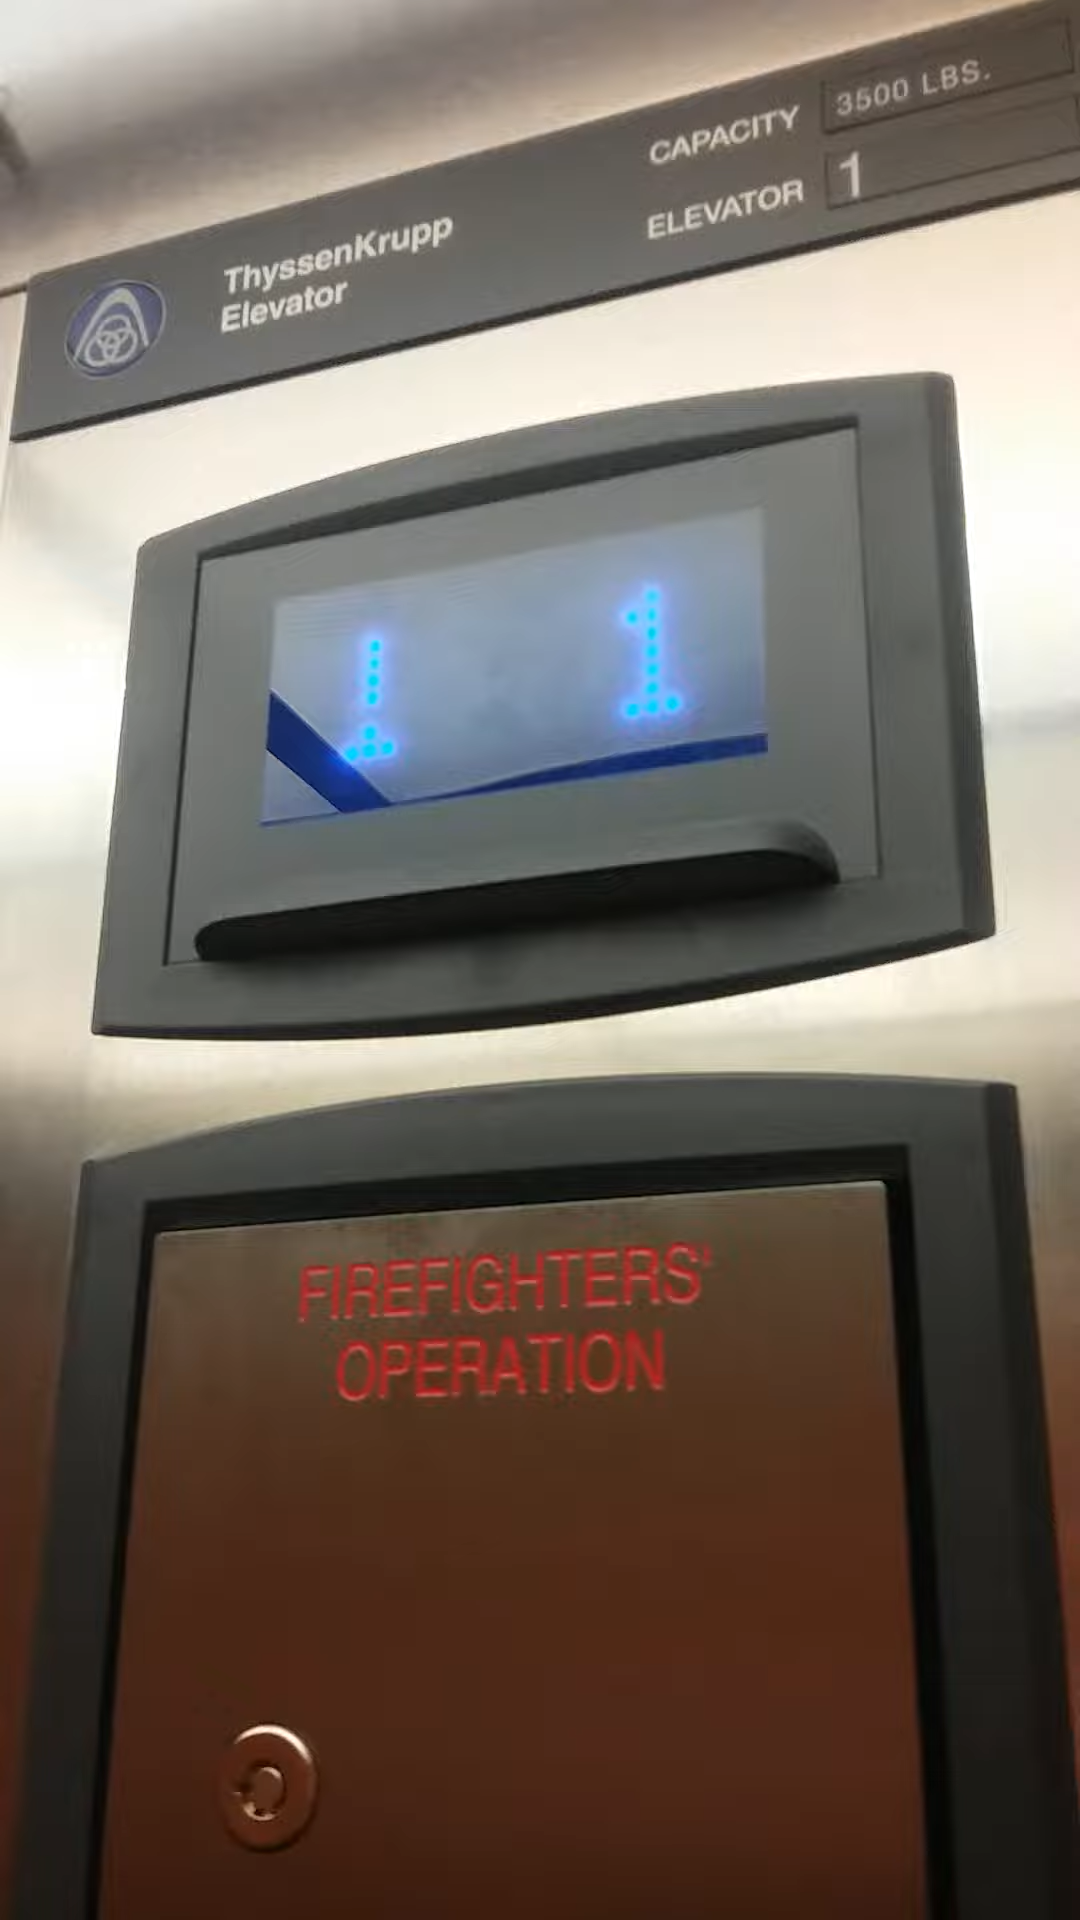 CAPACITY 3500 LBS.
ELEVATOR 1
ThyssenKrupp
Elevator
1
FIREFIGHTERS'
OPERATION